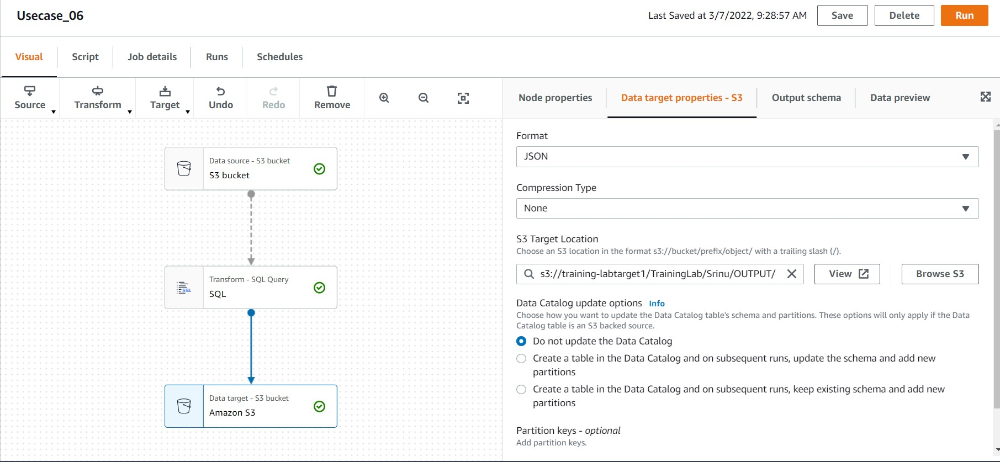 Usecase_06
Last Saved at 3/7/2022, 9:28:57 AM
Save
Delete
Run
Visual
Script
Job details
Runs
Schedules
Source
Transform
Target
Undo
Redo
Remove
Node properties
Data target properties - S3
Output schema
Data preview
Data source - S3 bucket
S3 bucket
Transform - SQL Query
SQL
SQL
Data target - S3 bucket
Amazon S3
Format
JSON
Compression Type
None
S3 Target Location
Choose an S3 location in the format s3://bucket/prefix/object/ with a trailing slash (/).
s3://training-labtarget1/TrainingLab/Srinu/OUTPUT/
View
Browse S3
Data Catalog update options Info
Choose how you want to update the Data Catalog table's schema and partitions. These options will only apply if the Data
Catalog table is an S3 backed source.
Do not update the Data Catalog
Create a table in the Data Catalog and on subsequent runs, update the schema and add new
partitions
Create a table in the Data Catalog and on subsequent runs, keep existing schema and add new
partitions
Partition keys - optional
Add partition keys.